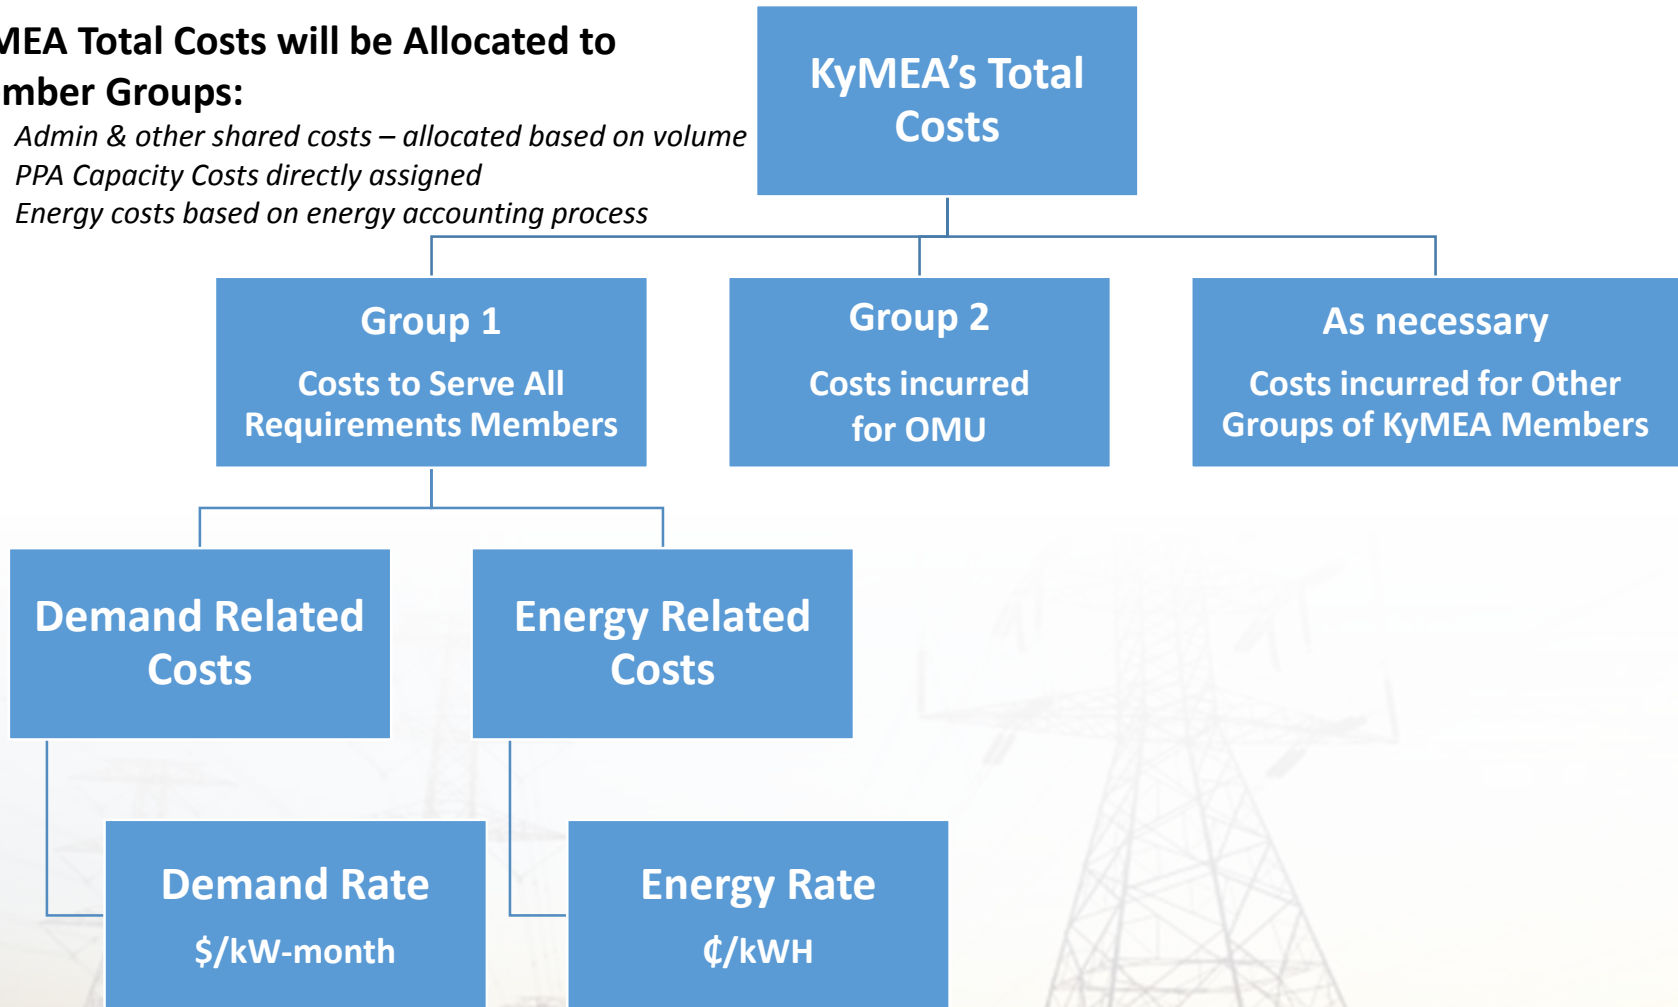 MEA Total Costs will be Allocated to
mber Groups:
Admin & other shared costs – allocated based on volume
PPA Capacity Costs directly assigned
Energy costs based on energy accounting process
KyMEA’s Total
Costs
Group 1
Costs to Serve All
Requirements Members
Group 2
Costs incurred
for OMU
As necessary
Costs incurred for Other
Groups of KyMEA Members
Demand Related
Costs
Energy Related
Costs
Demand Rate
$/kW-month
Energy Rate
₵/kWH